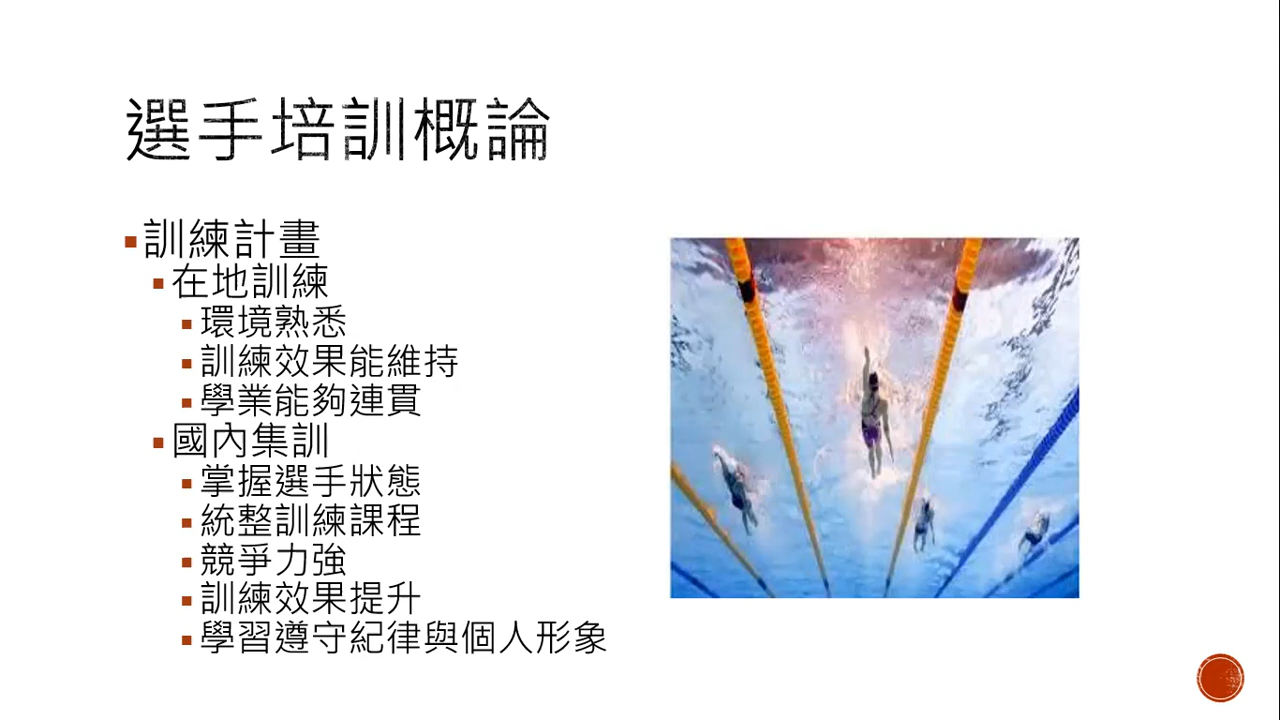 選手培訓概論
訓練計畫
在地訓練
環境熟悉
訓練效果能維持
學業能夠連貫
國內集訓
掌握選手狀態
統整訓練課程
競爭力強
訓練效果提升
學習遵守紀律與個人形象